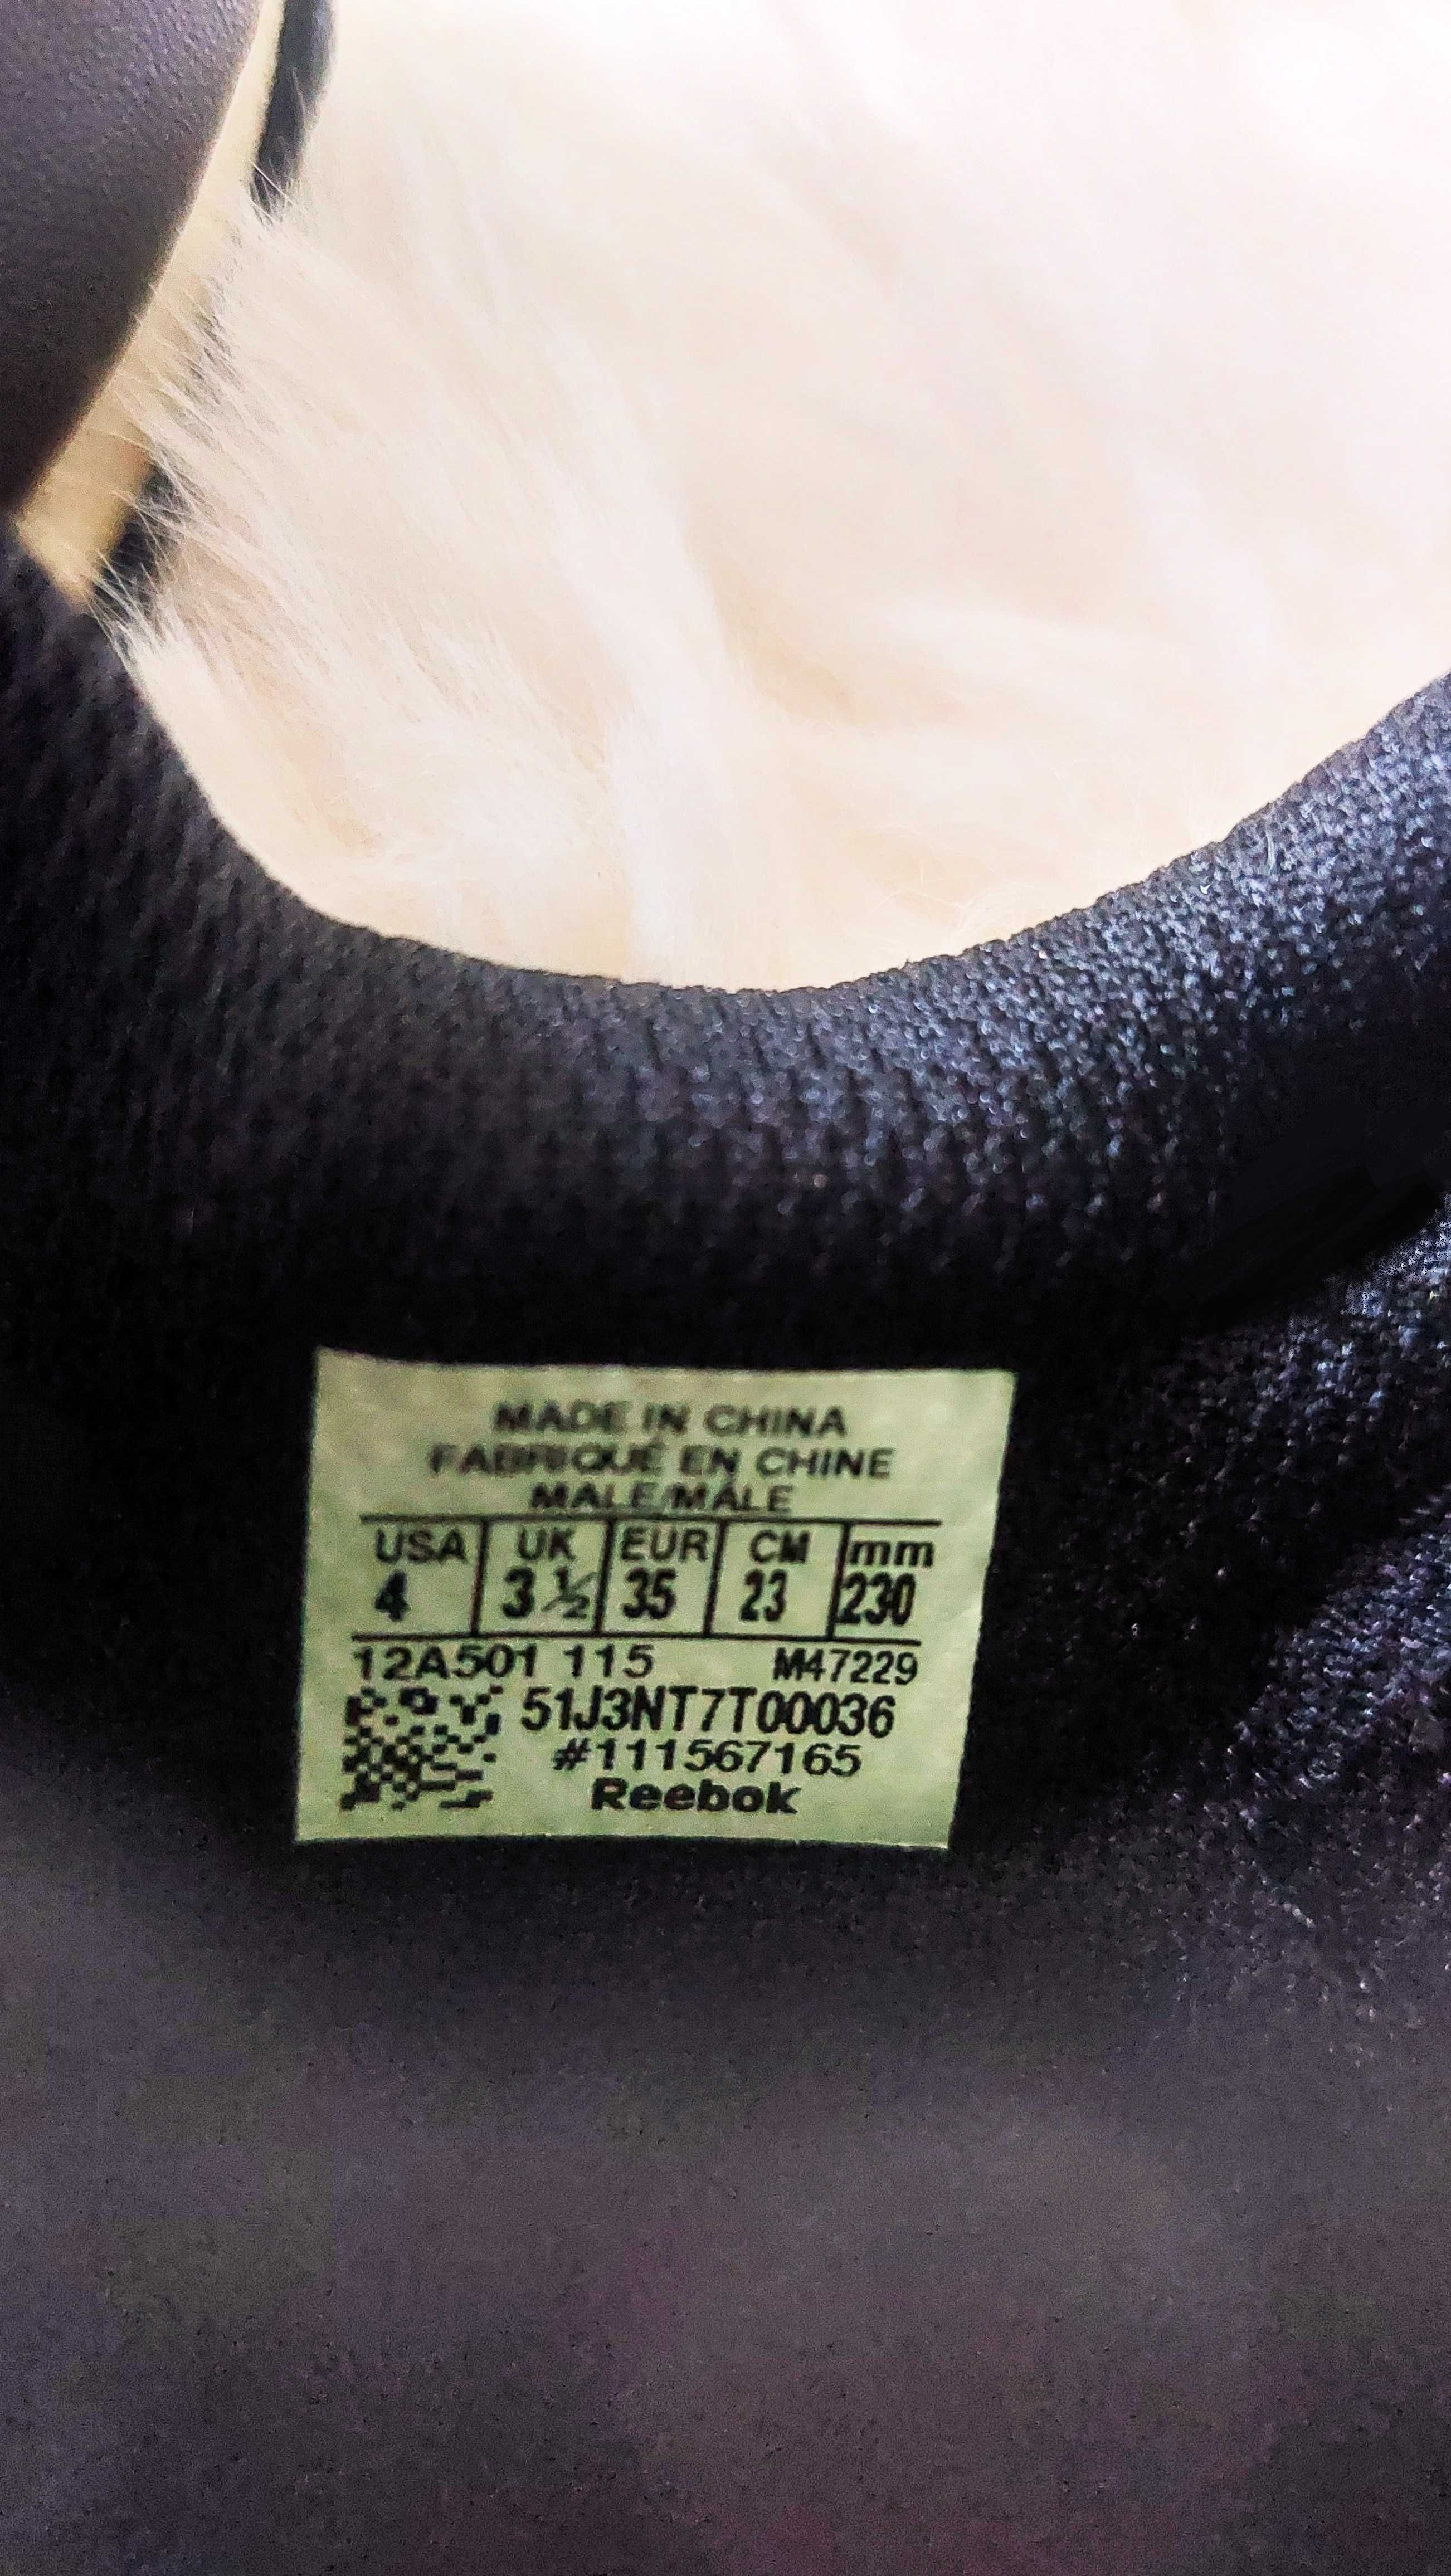 MADE IN CHINA
FABRIQUÉ EN CHINE
MALE/MÂLE
USA UK EUR CM mm
4 3 ½ 35 23 230
12A501 115 M47229
51J3NT7T00036
#111567165
Reebok